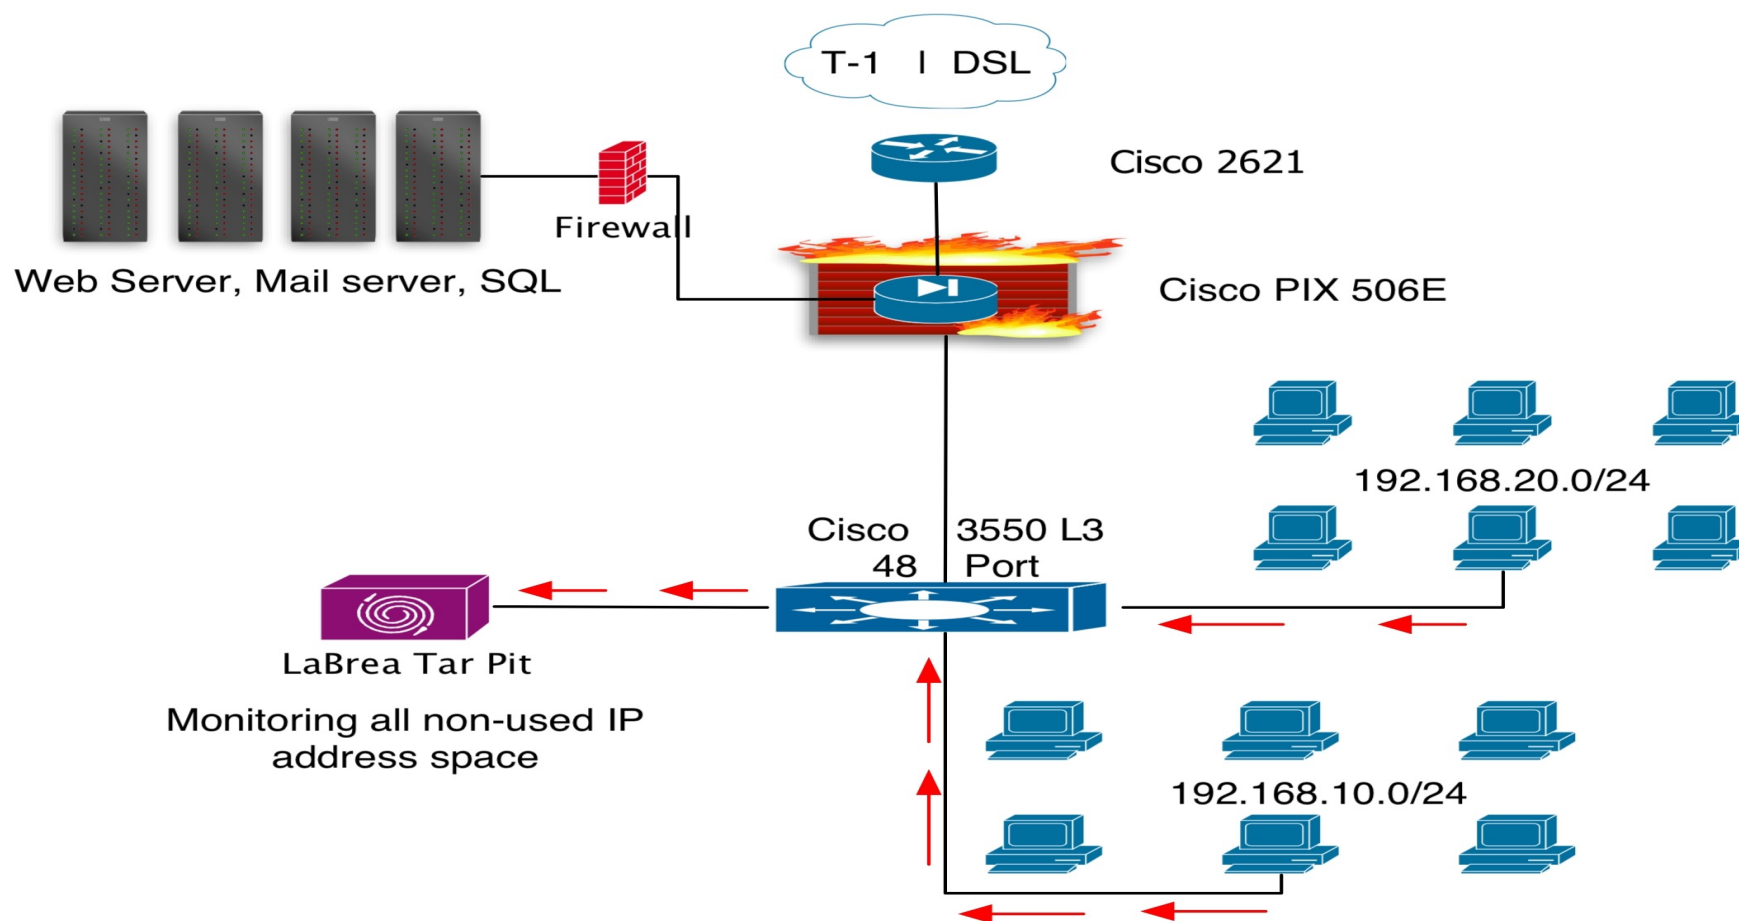 T-1 | DSL
Cisco 2621
Firewall
Web Server, Mail server, SQL
Cisco PIX 506E
192.168.20.0/24
Cisco 3550 L3
48 Port
LaBrea Tar Pit
Monitoring all non-used IP
address space
192.168.10.0/24